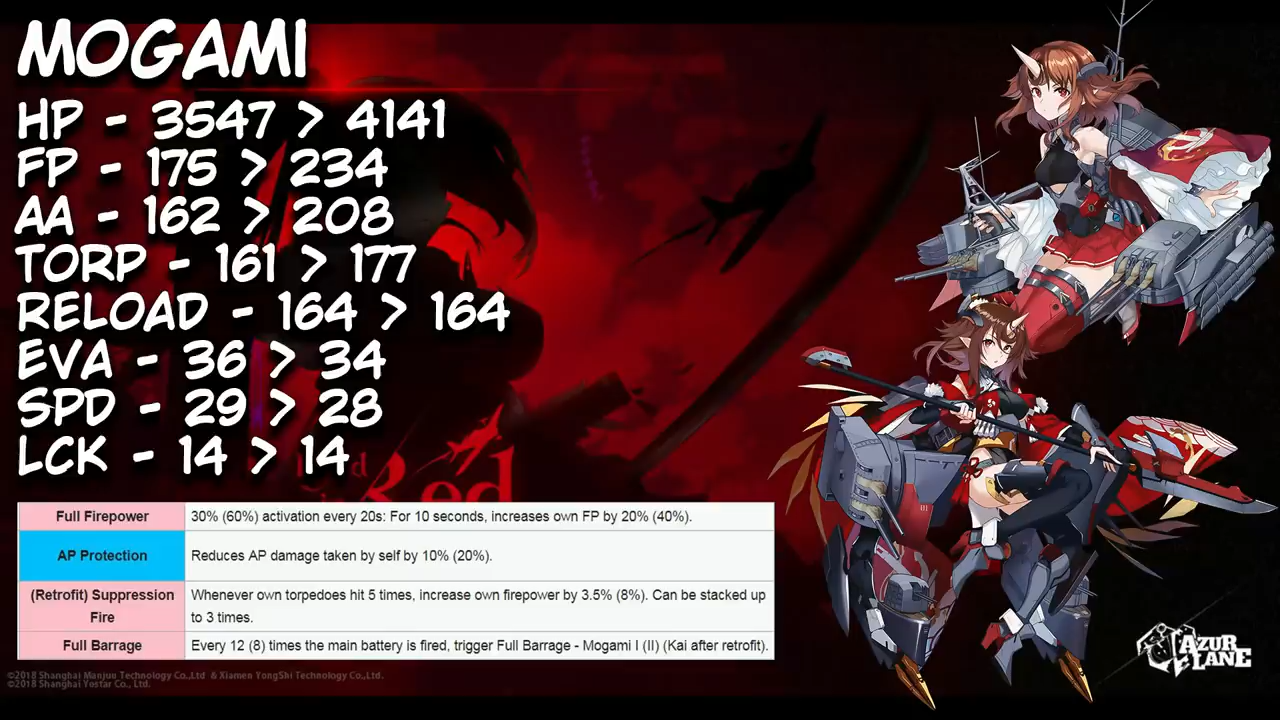 MOGAMI
HP - 3547 > 4141
FP - 175 > 234
AA - 162 > 208
TORP - 161 > 177
RELOAD - 164 > 164
EVA - 36 > 34
SPD - 29 > 28
LCK - 14 > 14
Red
Full Firepower 30% (60%) activation every 20s: For 10 seconds, increases own FP by 20% (40%).
AP Protection Reduces AP damage taken by self by 10% (20%).
(Retrofit) Suppression Whenever own torpedoes hit 5 times, increase own firepower by 3.5% (8%). Can be stacked up
Fire to 3 times.
Full Barrage Every 12 (8) times the main battery is fired, trigger Full Barrage - Mogami I (II) (Kai after retrofit).
©2018 Shanghai Manjuu Technology Co.,Ltd & Xiamen YongShi Technology Co.,Ltd.
©2018 Shanghai Yostar Co., Ltd.
AZUR
LANE